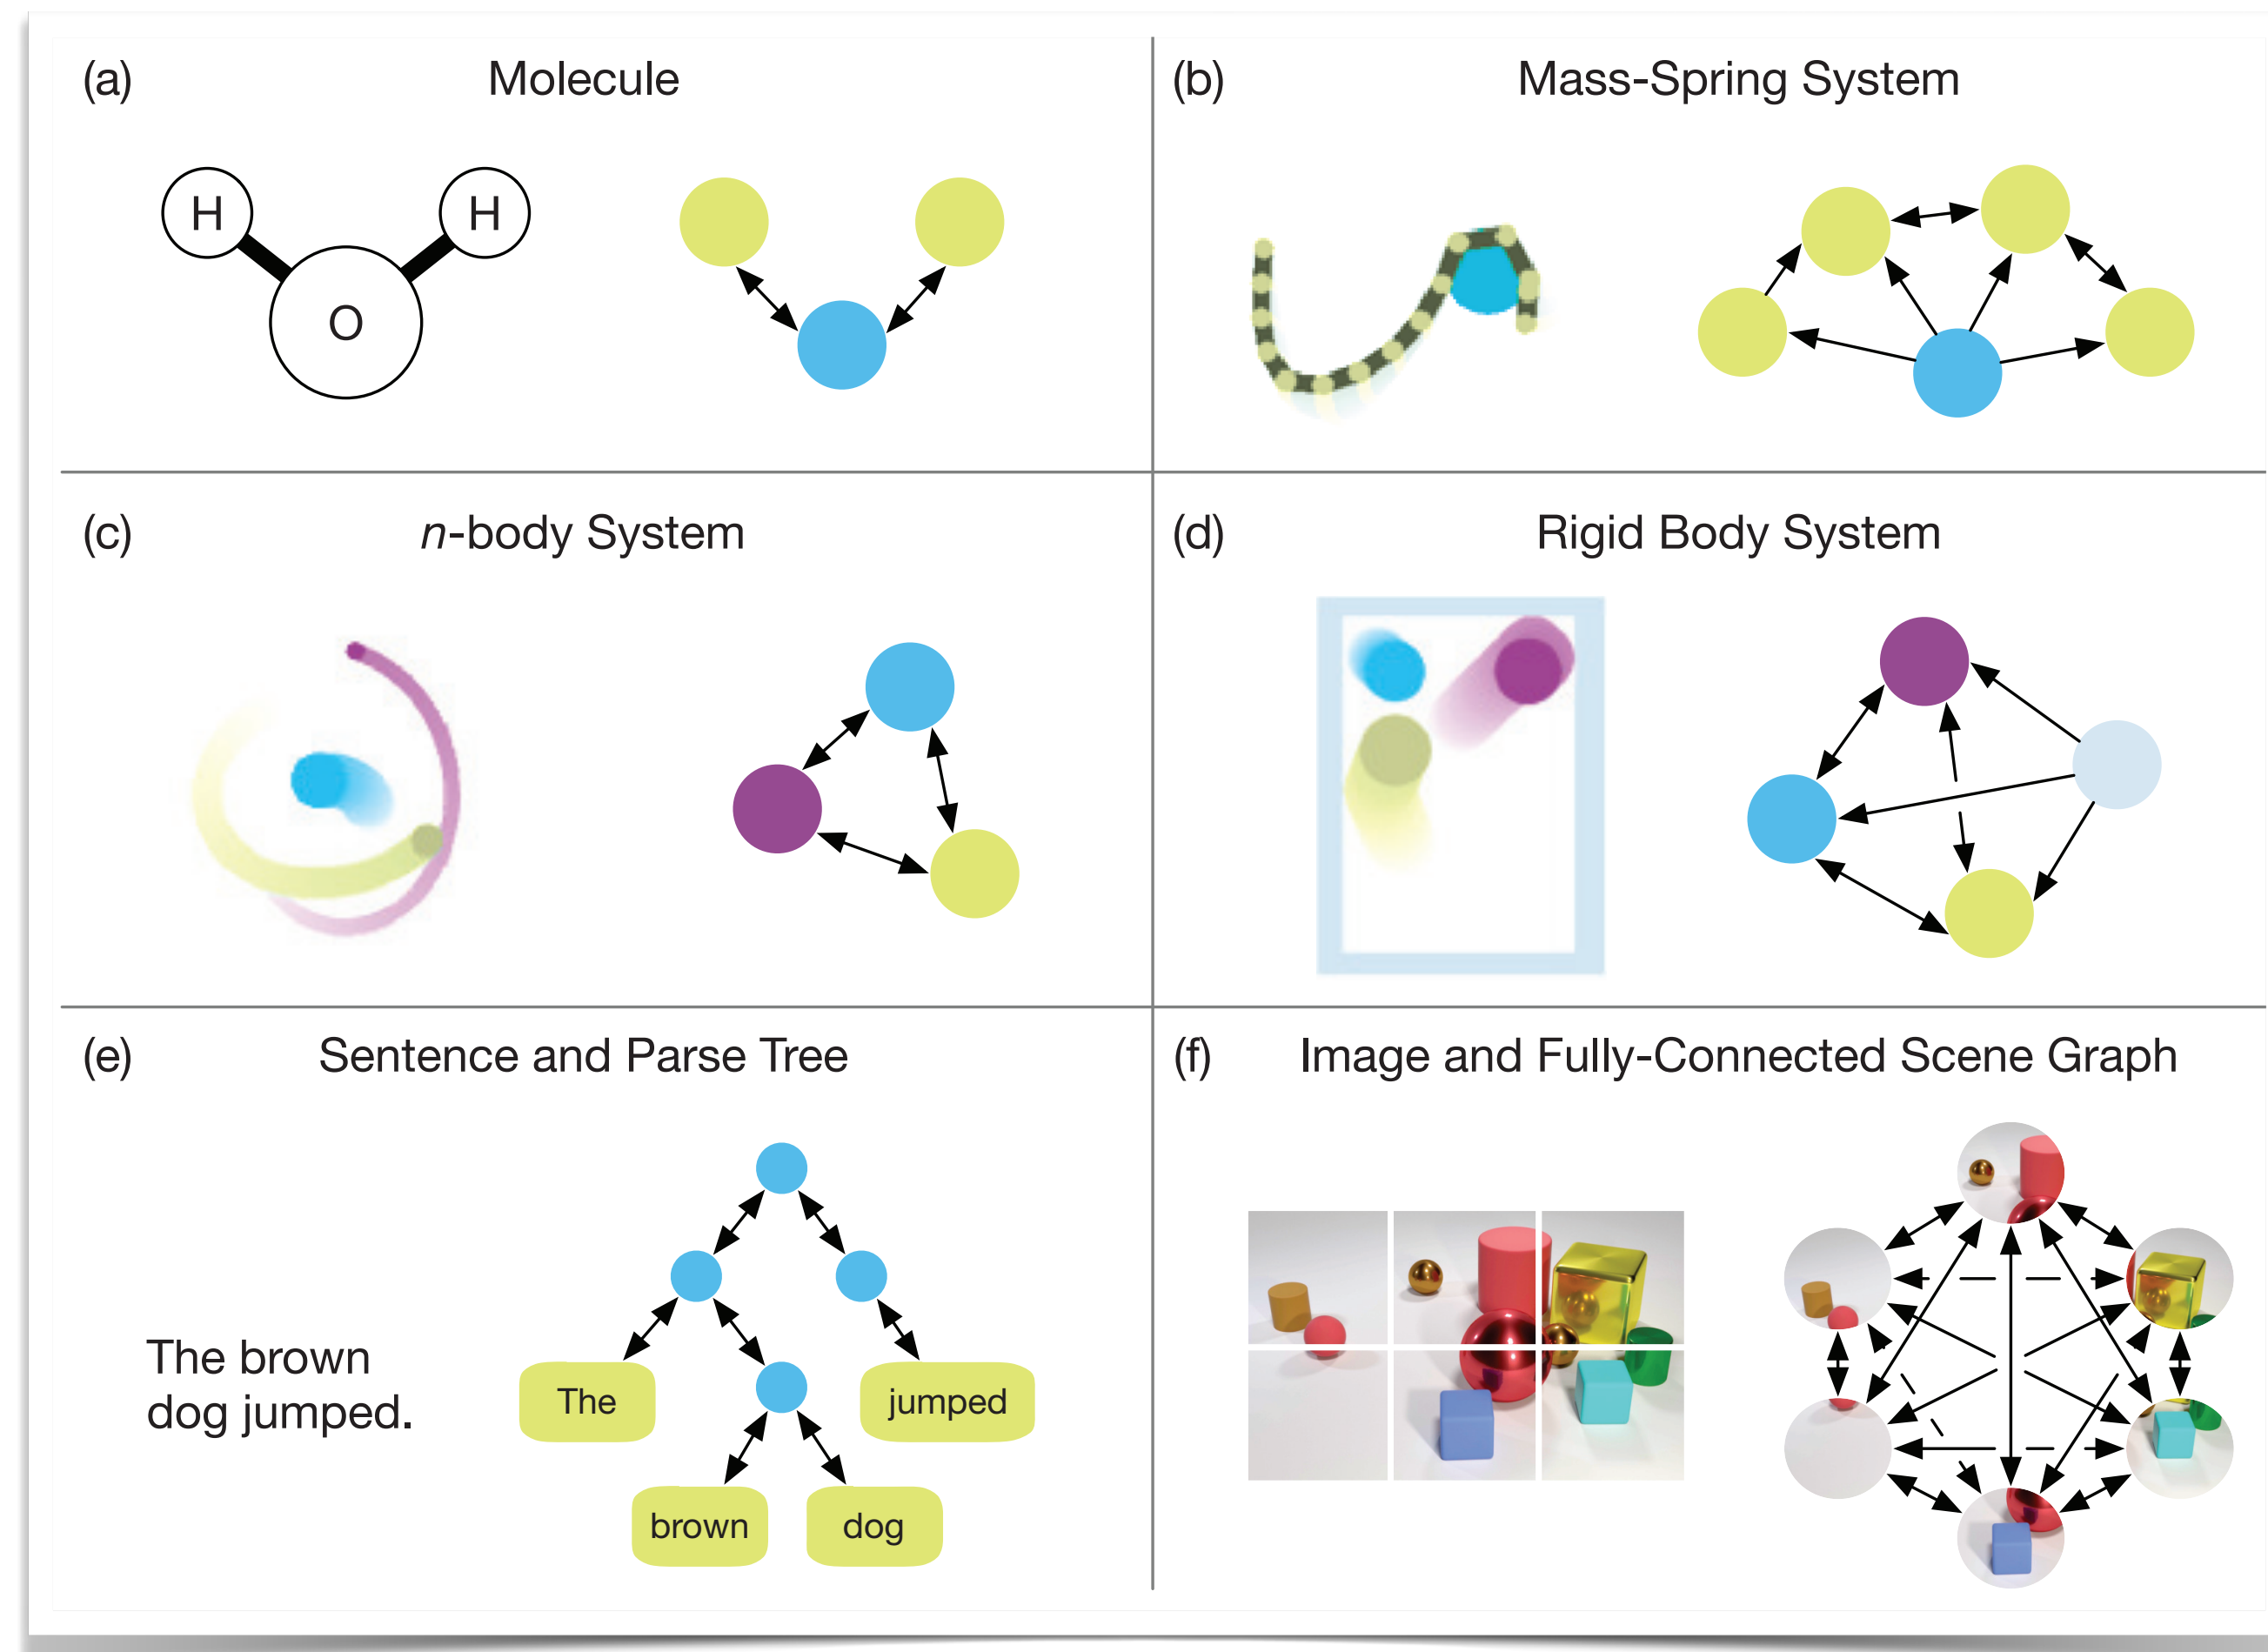 (a) Molecule
H H
O
(b) Mass-Spring System
(c) n-body System
(d) Rigid Body System
(e) Sentence and Parse Tree
The brown
dog jumped.
The jumped
brown dog
(f) Image and Fully-Connected Scene Graph